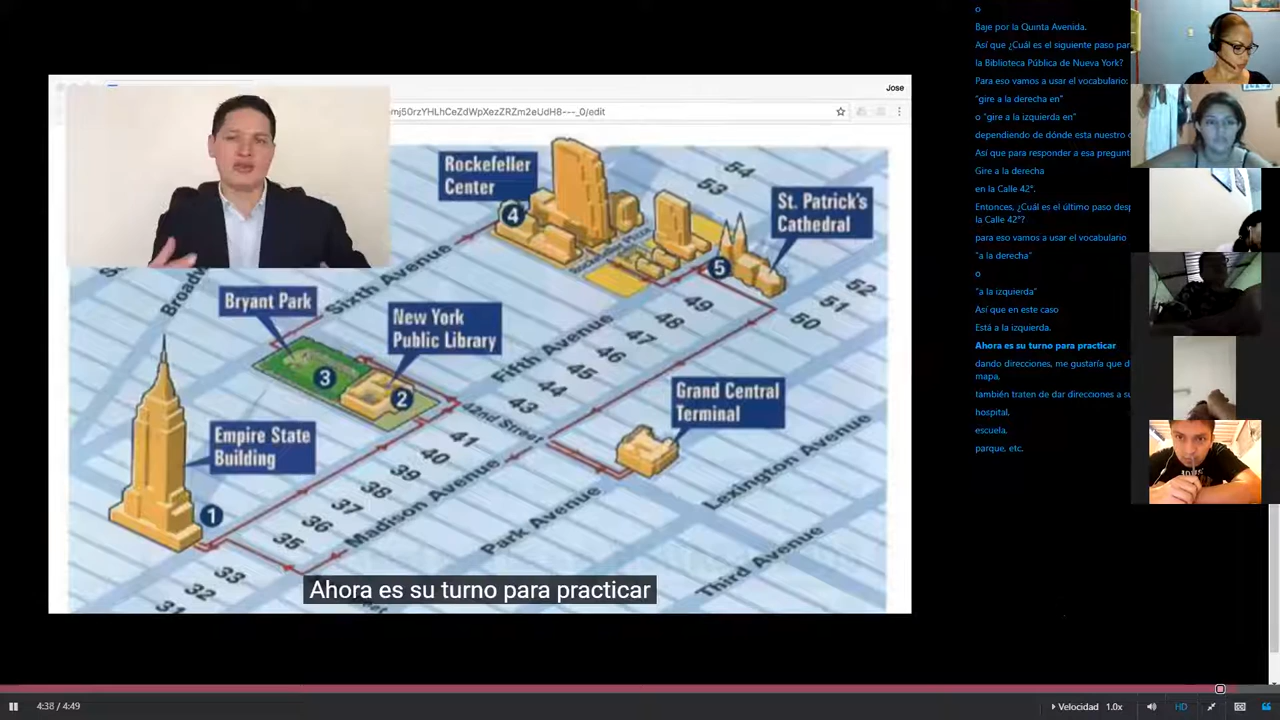 Jose
mj50rzYHLhCeZdWpXezZRZm2eUdH8---_0/edit
Rockefeller
Center
4
54
53
St. Patrick's
Cathedral
5
52
51
50
49
48
47
46
45
44
43
Sixth Avenue
Bryant Park
3
New York
Public Library
2
Fifth Avenue
42nd Street
Grand Central
Terminal
Empire State
Building
1
41
40
39
38
37
36
35
33
32
31
Madison Avenue
Park Avenue
Lexington Avenue
Third Avenue
Ahora es su turno para practicar
o
Baje por la Quinta Avenida.
Así que ¿Cuál es el siguiente paso
la Biblioteca Pública de Nueva York?
Para eso vamos a usar el vocabulario:
"gire a la derecha en"
o "gire a la izquierda en"
dependiendo de dónde esta nuestro
Así que para responder a esa
Gire a la derecha
en la Calle 42°.
Entonces, ¿Cuál es el último paso
la Calle 42°?
para eso vamos a usar el vocabulario
"a la derecha"
o
"a la izquierda"
Así que en este caso
Está a la izquierda.
Ahora es su turno para practicar
dando direcciones, me gustaría que
mapa,
también traten de dar direcciones a
hospital,
escuela,
parque, etc.
4:38 / 4:49
Velocidad 1.0x
HD